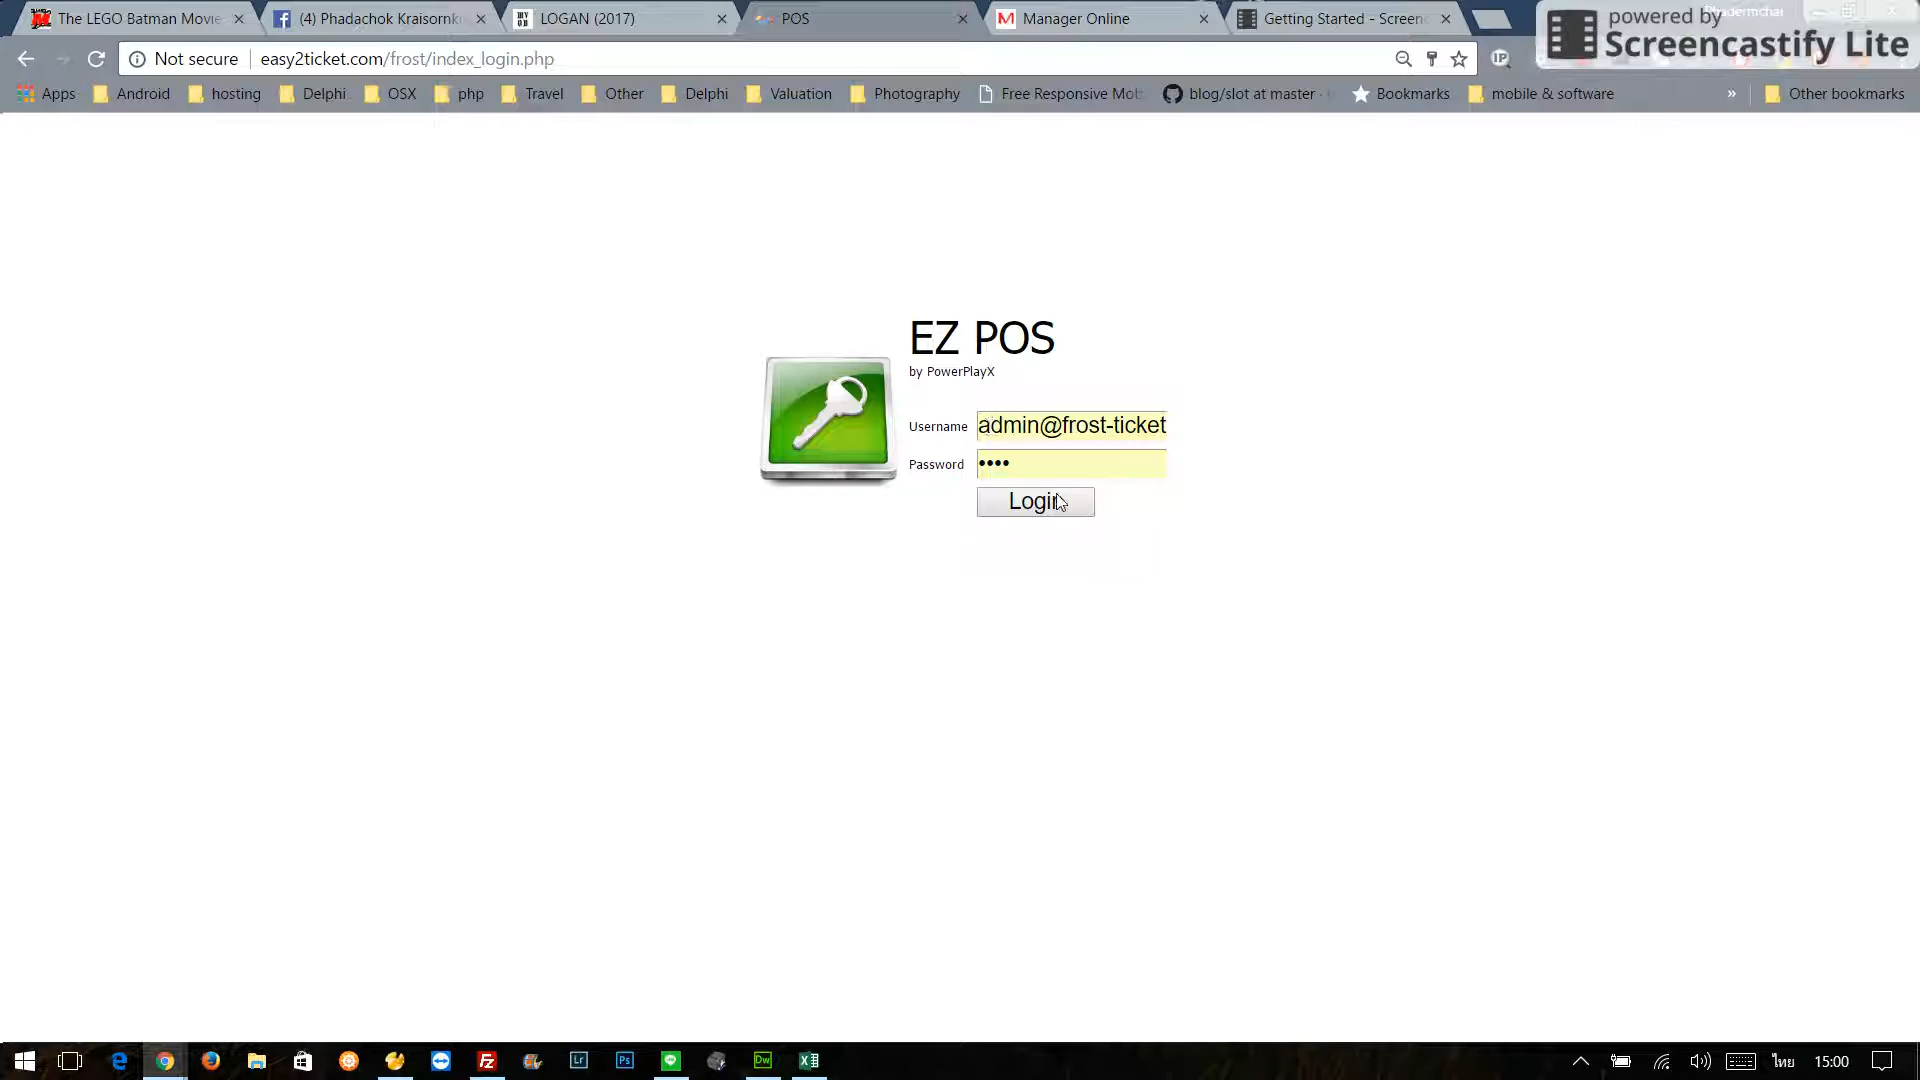 The LEGO Batman Movie
(4) Phadachok Kraisornk
LOGAN (2017)
POS
Manager Online
Getting Started - Screen
powered by
Screencastify Lite
Not secure
easy2ticket.com/frost/index_login.php
Apps
Android
hosting
Delphi
OSX
php
Travel
Other
Delphi
Valuation
Photography
Free Responsive Mob
blog/slot at master ·
Bookmarks
mobile & software
»
Other bookmarks
EZ POS
by PowerPlayX
Username
admin@frost-ticket
Password
••••
Login
ไทย
15:00